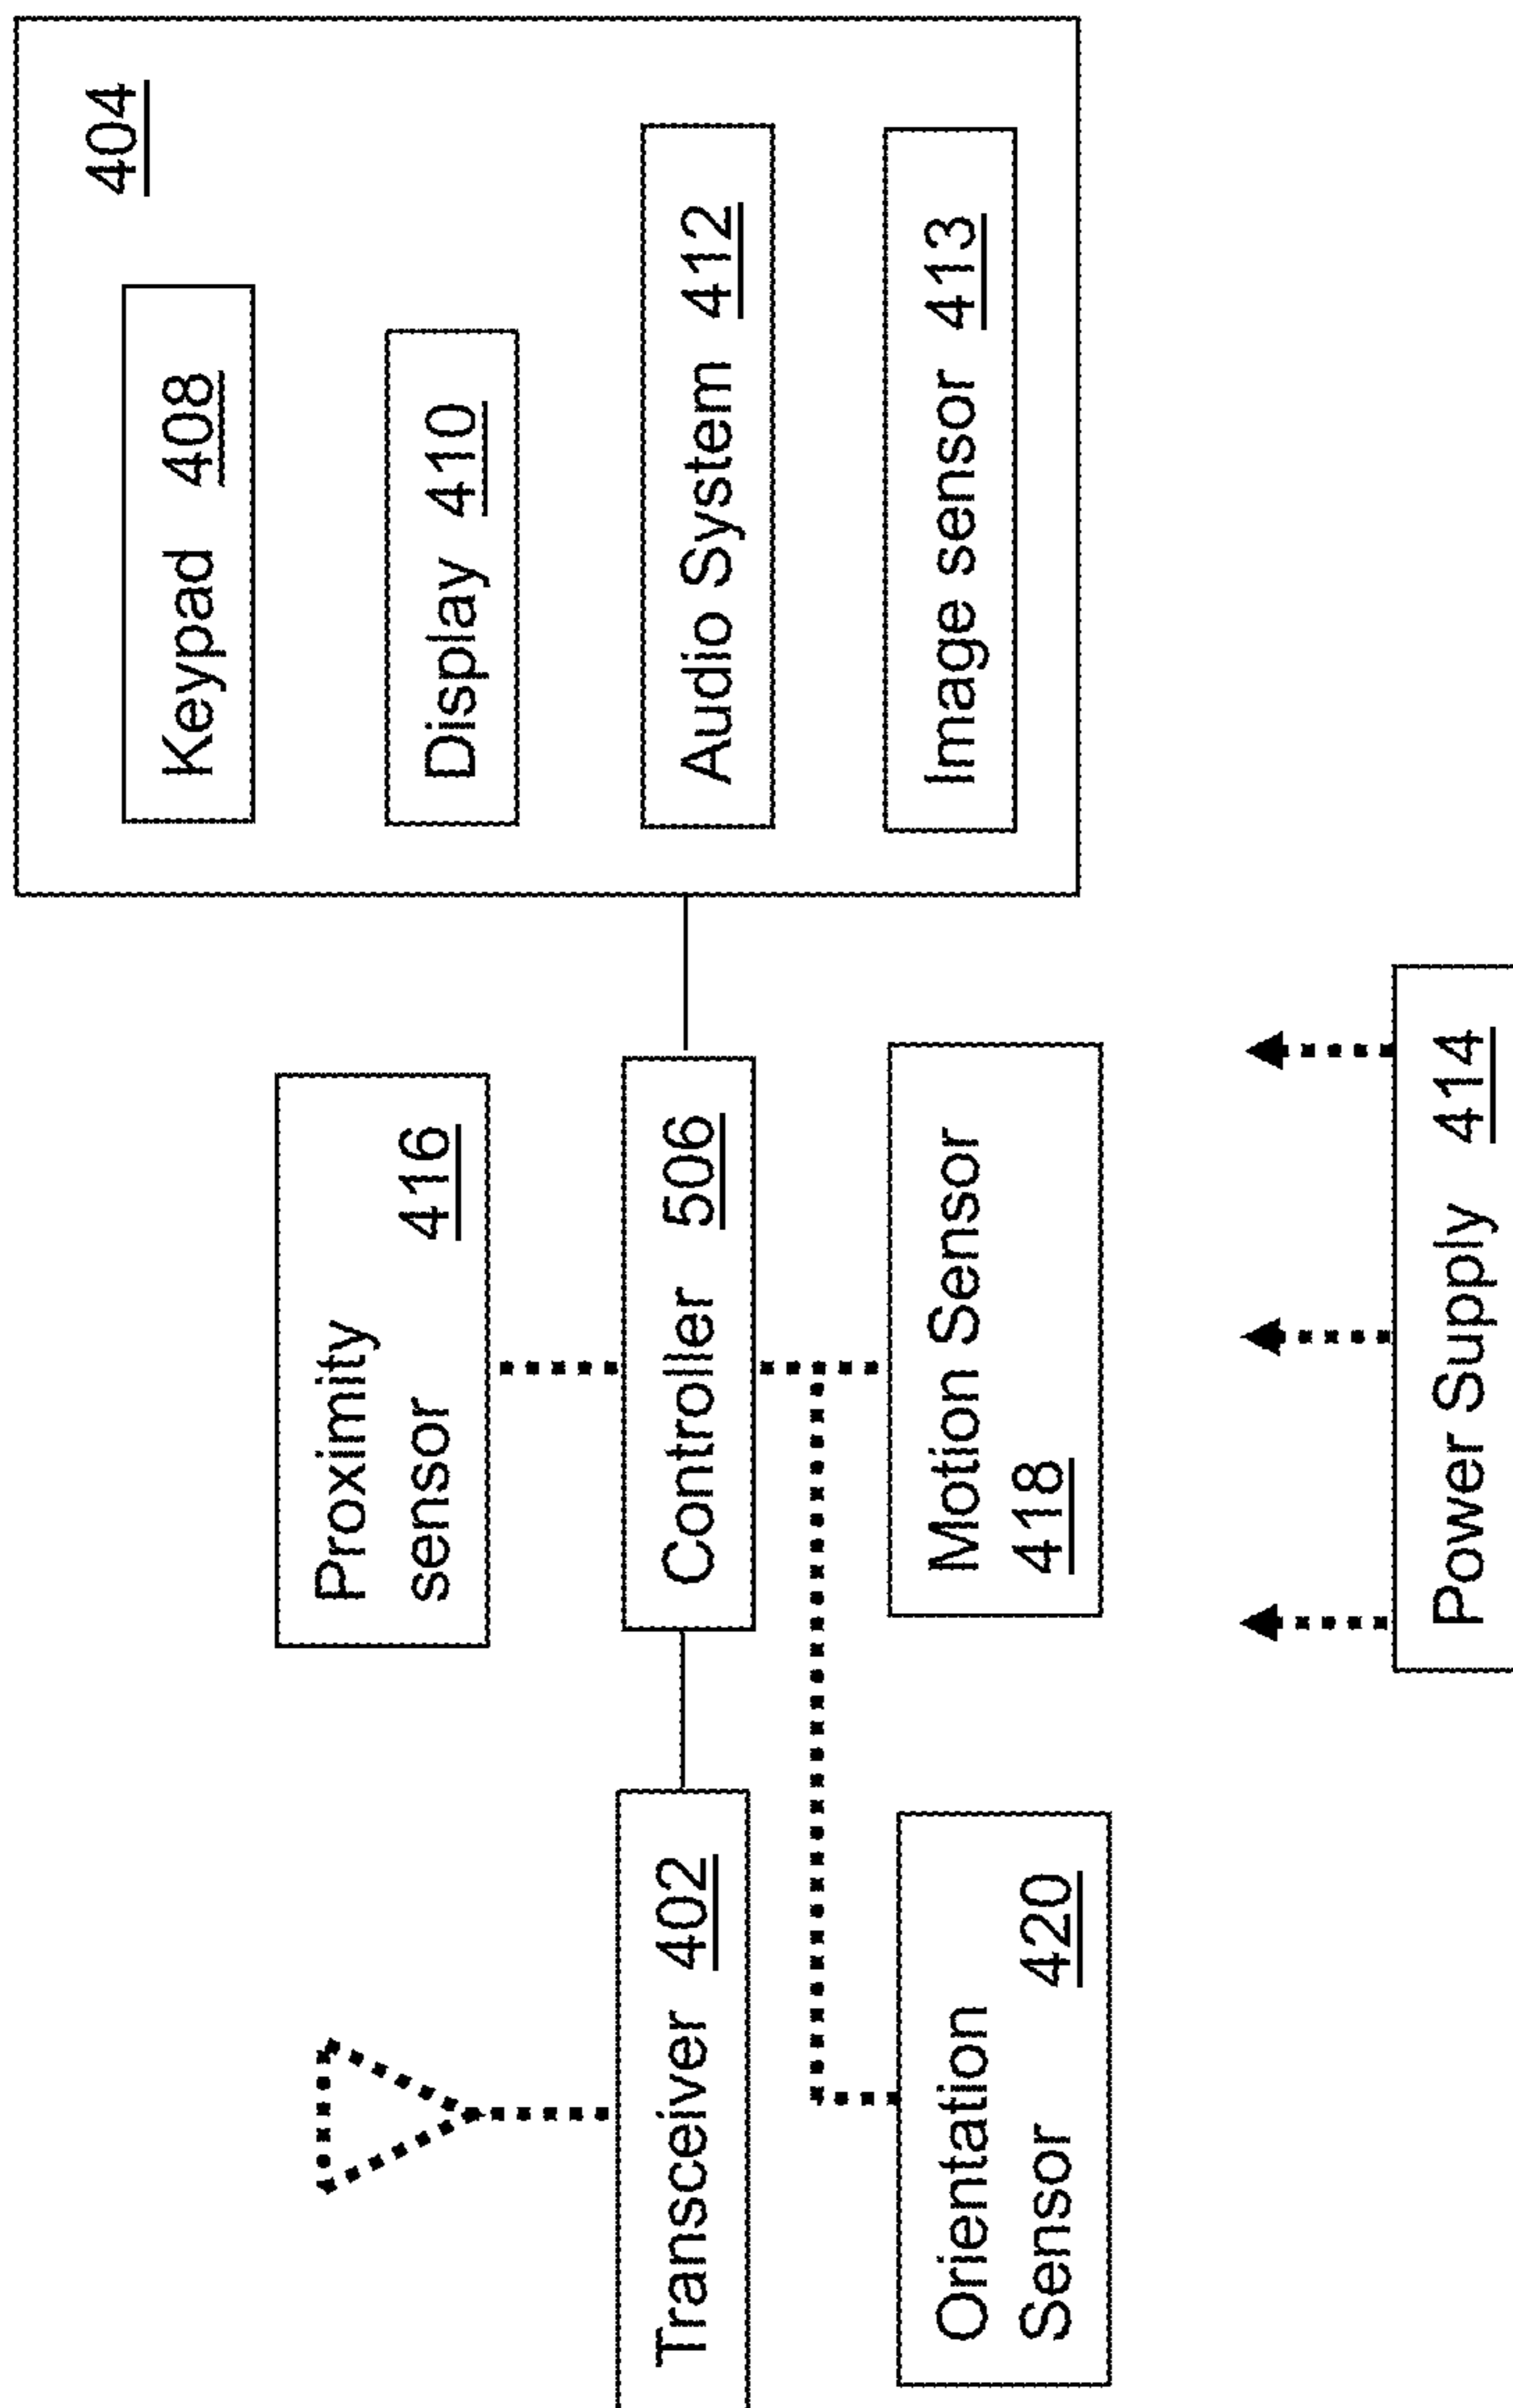 404
Keypad 408
Display 410
Audio System 412
Image sensor 413
Proximity
sensor 416
Controller 506
Motion Sensor
418
Transceiver 402
Orientation
Sensor 420
Power Supply 414